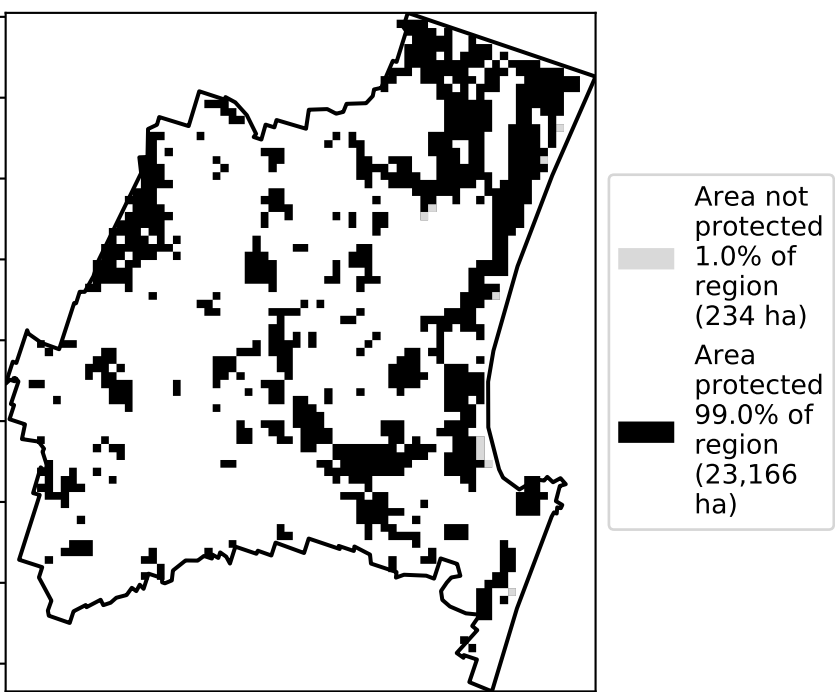 Area not
protected
1.0% of
region
(234 ha)
Area
protected
99.0% of
region
(23,166
ha)